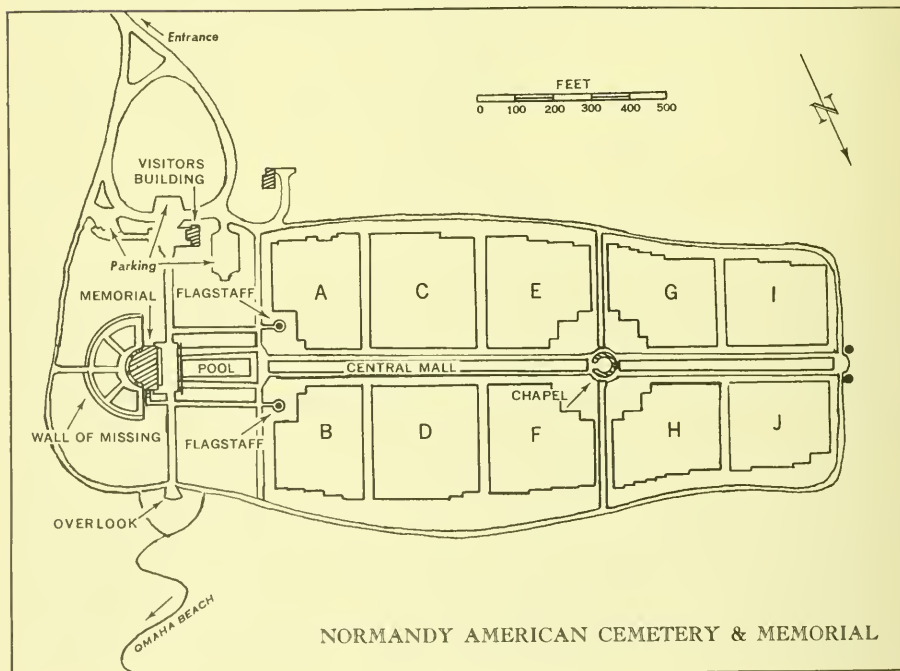 Entrance
FEET
0 100 200 300 400 500
N
VISITORS
BUILDING
Parking
MEMORIAL
FLAGSTAFF
A
C
E
G
I
POOL
CENTRAL MALL
CHAPEL
WALL OF MISSING
FLAGSTAFF
B
D
F
H
J
OVERLOOK
OMAHA BEACH
NORMANDY AMERICAN CEMETERY & MEMORIAL